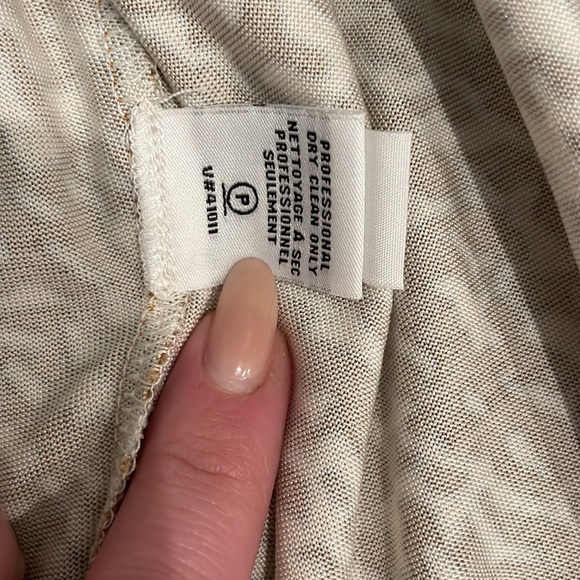 PROFESSIONAL
DRY CLEAN ONLY
NETTOYAGE A SEC
PROFESSIONNEL
SEULEMENT
P
V#41011